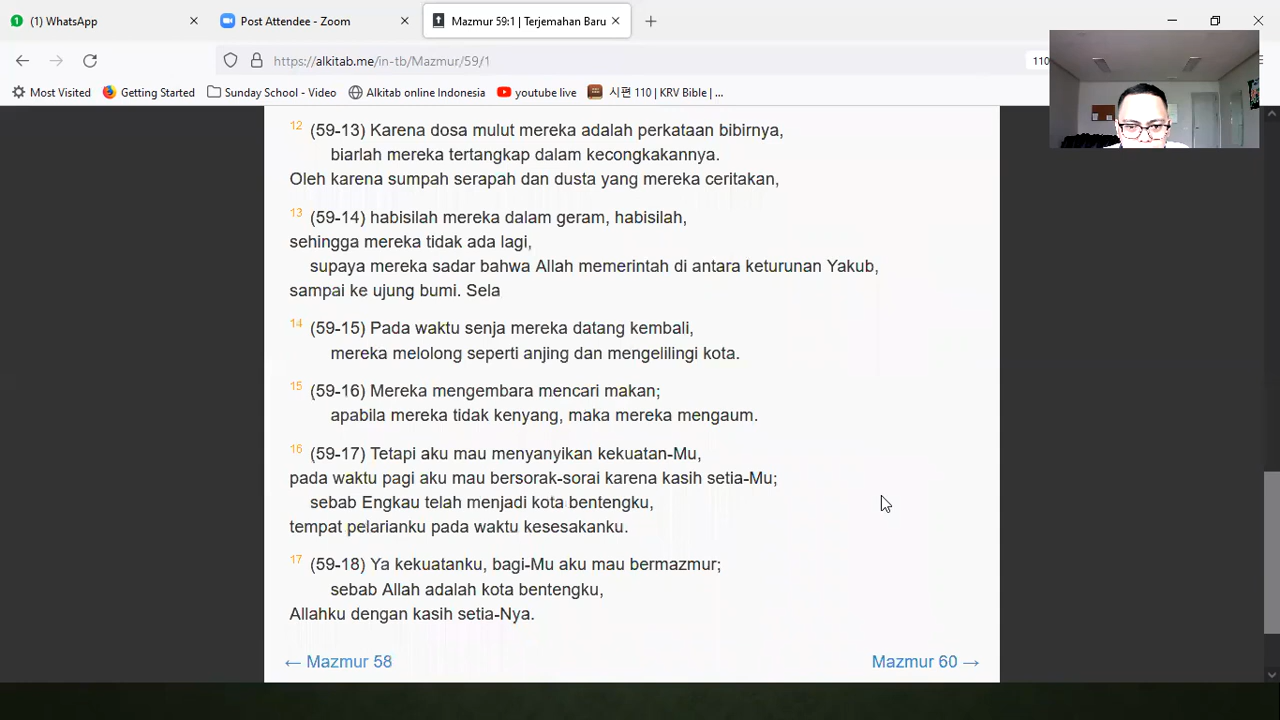 (1) WhatsApp
Post Attendee - Zoom
Mazmur 59:1 | Terjemahan Baru
https://alkitab.me/in-tb/Mazmur/59/1
110
Most Visited
Getting Started
Sunday School - Video
Alkitab online Indonesia
youtube live
시편 110 | KRV Bible | ...
12 (59-13) Karena dosa mulut mereka adalah perkataan bibirnya,
biarlah mereka tertangkap dalam kecongkakannya.
Oleh karena sumpah serapah dan dusta yang mereka ceritakan,
13 (59-14) habisilah mereka dalam geram, habisilah,
sehingga mereka tidak ada lagi,
supaya mereka sadar bahwa Allah memerintah di antara keturunan Yakub,
sampai ke ujung bumi. Sela
14 (59-15) Pada waktu senja mereka datang kembali,
mereka melolong seperti anjing dan mengelilingi kota.
15 (59-16) Mereka mengembara mencari makan;
apabila mereka tidak kenyang, maka mereka mengaum.
16 (59-17) Tetapi aku mau menyanyikan kekuatan-Mu,
pada waktu pagi aku mau bersorak-sorai karena kasih setia-Mu;
sebab Engkau telah menjadi kota bentengku,
tempat pelarianku pada waktu kesesakanku.
17 (59-18) Ya kekuatanku, bagi-Mu aku mau bermazmur;
sebab Allah adalah kota bentengku,
Allahku dengan kasih setia-Nya.
← Mazmur 58
Mazmur 60 →